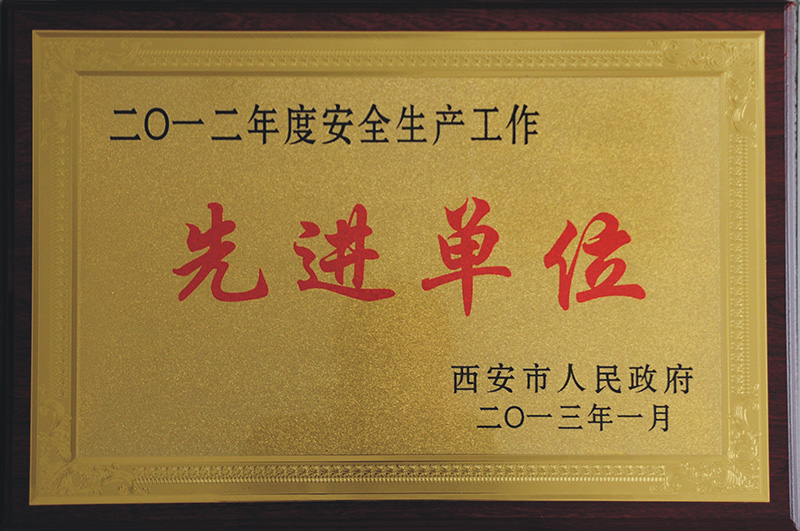 二〇一二年度安全生产工作
先进单位
西安市人民政府
二〇一三年一月